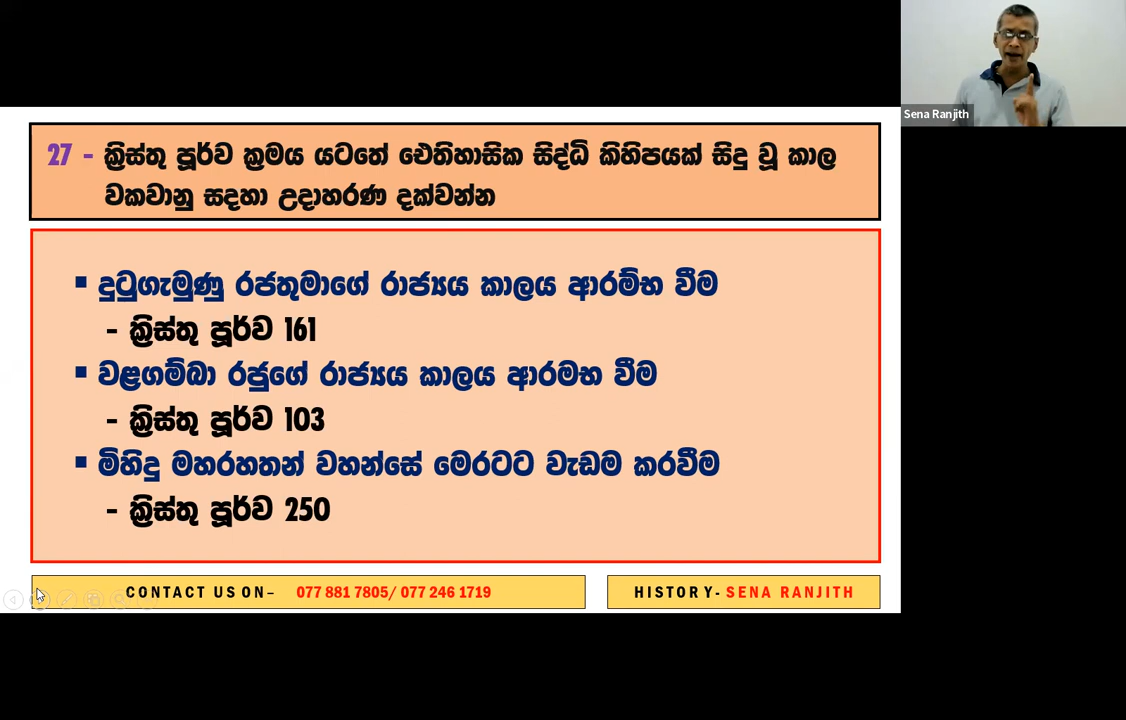 27 - ක්‍රිස්තු පූර්ව ක්‍රමය යටතේ ඓතිහාසික සිද්ධි කිහිපයක් සිදු වූ කාල
වකවානු සදහා උදාහරණ දක්වන්න
▪ දුටුගැමුණු රජතුමාගේ රාජ්‍යය කාලය ආරම්භ වීම
- ක්‍රිස්තු පූර්ව 161
▪ වළගම්බා රජුගේ රාජ්‍යය කාලය ආරමභ වීම
- ක්‍රිස්තු පූර්ව 103
▪ මිහිදු මහරහතන් වහන්සේ මෙරටට වැඩම කරවීම
- ක්‍රිස්තු පූර්ව 250
CONTACT US ON– 077 881 7805/ 077 246 1719
HISTORY- SENA RANJITH
Sena Ranjith